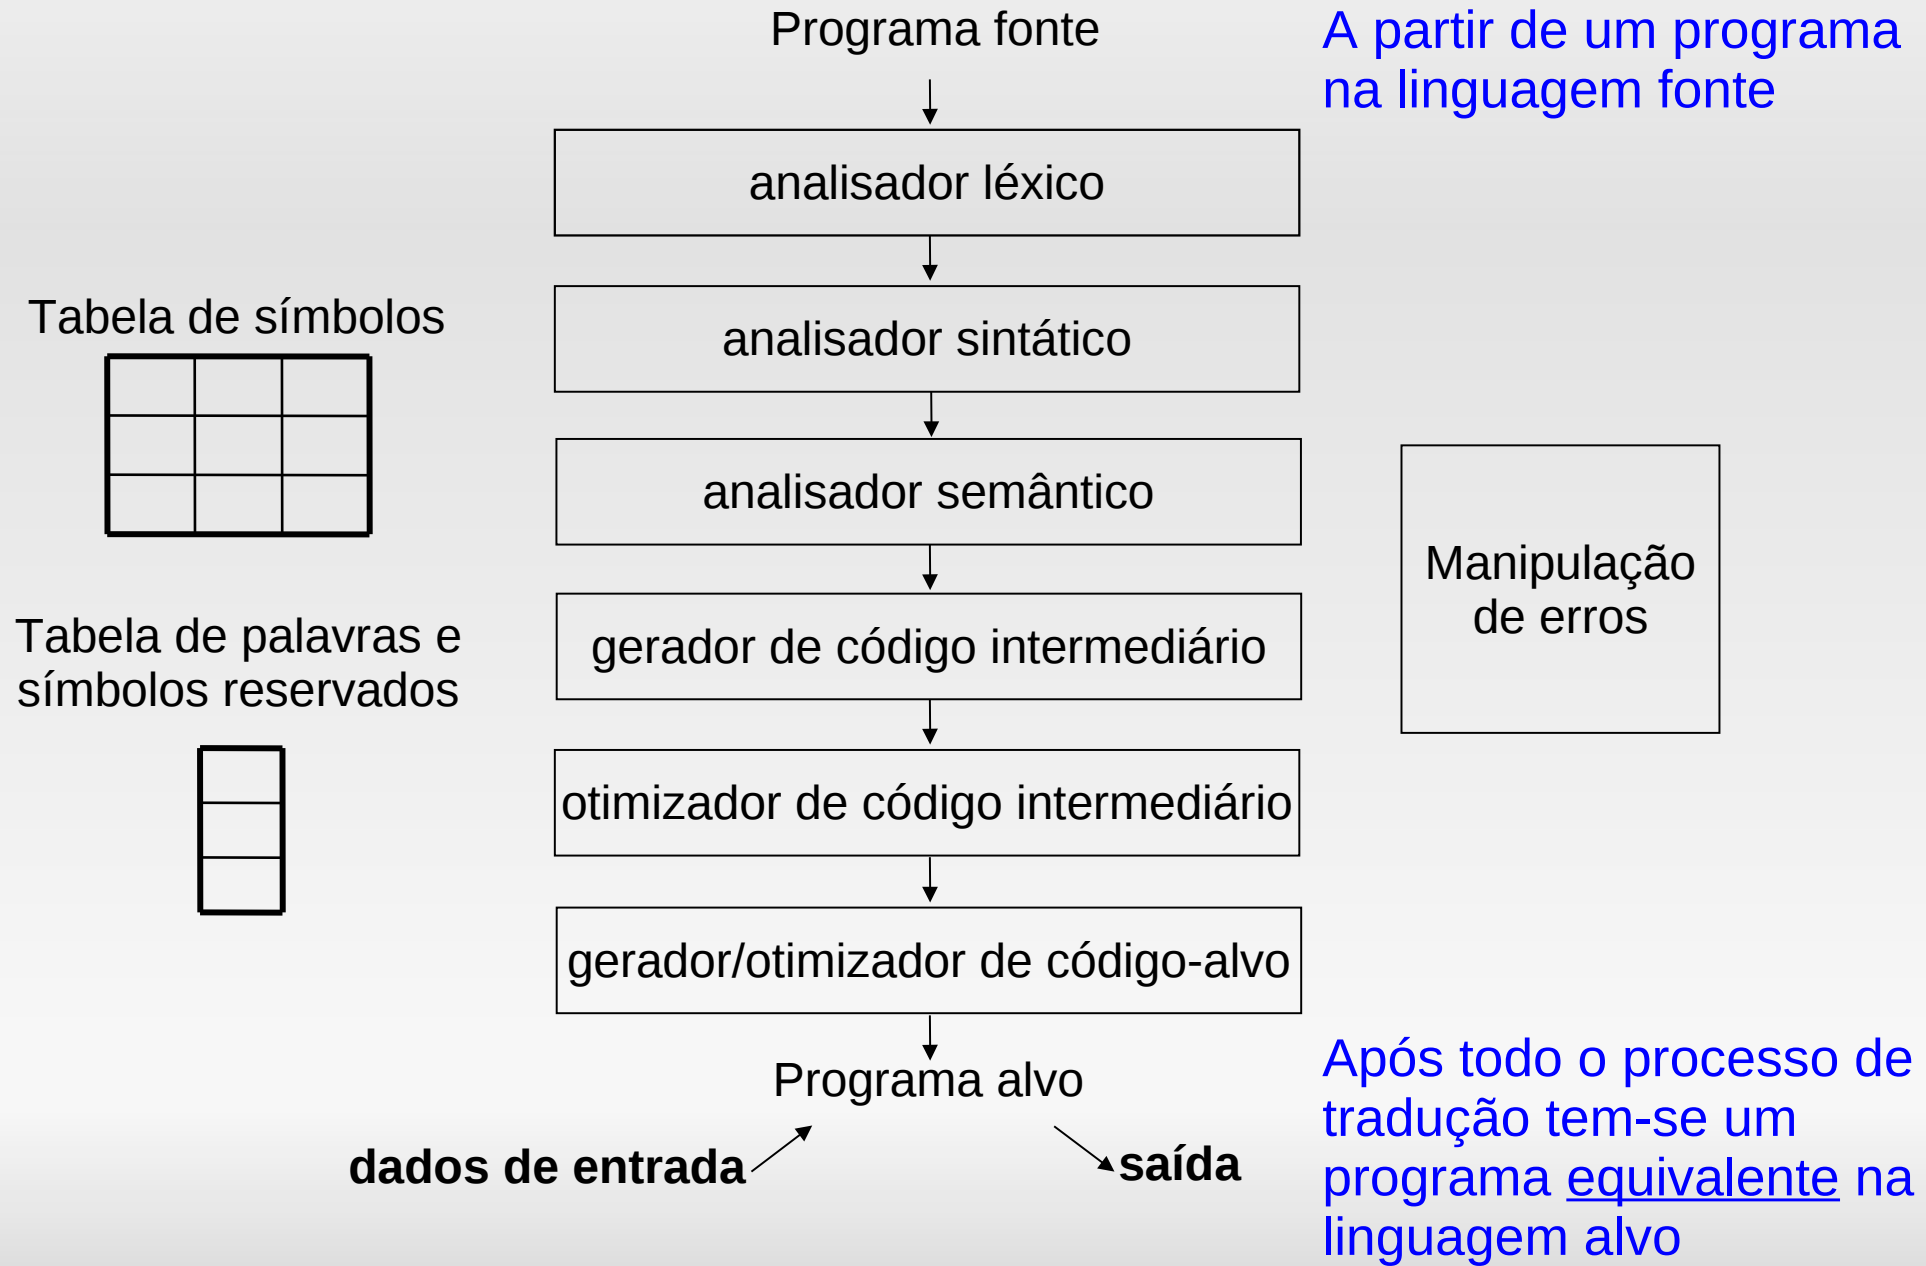 Programa fonte
A partir de um programa
na linguagem fonte
analisador léxico
Tabela de símbolos
analisador sintático
analisador semântico
Manipulação
de erros
Tabela de palavras e
símbolos reservados
gerador de código intermediário
otimizador de código intermediário
gerador/otimizador de código-alvo
Programa alvo
dados de entrada
saída
Após todo o processo de
tradução tem-se um
programa equivalente na
linguagem alvo